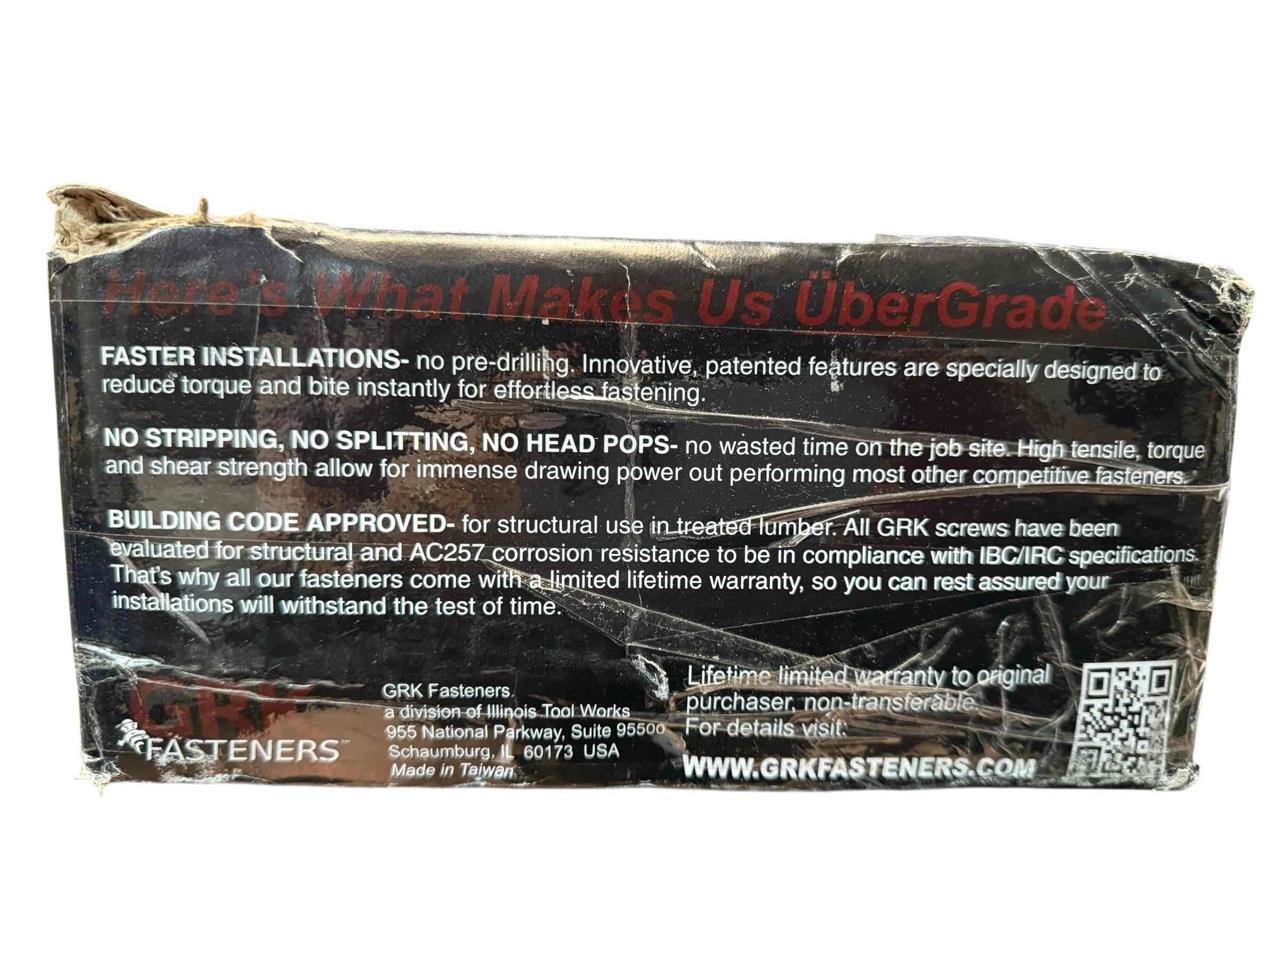 Here's What Makes Us ÜberGrade
FASTER INSTALLATIONS- no pre-drilling. Innovative, patented features are specially designed to
reduce torque and bite instantly for effortless fastening.
NO STRIPPING, NO SPLITTING, NO HEAD POPS- no wasted time on the job site. High tensile, torque
and shear strength allow for immense drawing power out performing most other competitive fasteners.
BUILDING CODE APPROVED- for structural use in treated lumber. All GRK screws have been
evaluated for structural and AC257 corrosion resistance to be in compliance with IBC/IRC specifications.
That's why all our fasteners come with a limited lifetime warranty, so you can rest assured your
installations will withstand the test of time.
GRK
FASTENERS™
GRK Fasteners.
a division of Illinois Tool Works
955 National Parkway, Suite 95500
Schaumburg, IL 60173 USA
Made in Taiwan
Lifetime limited warranty to original
purchaser, non-transferable.
For details visit:
WWW.GRKFASTENERS.COM